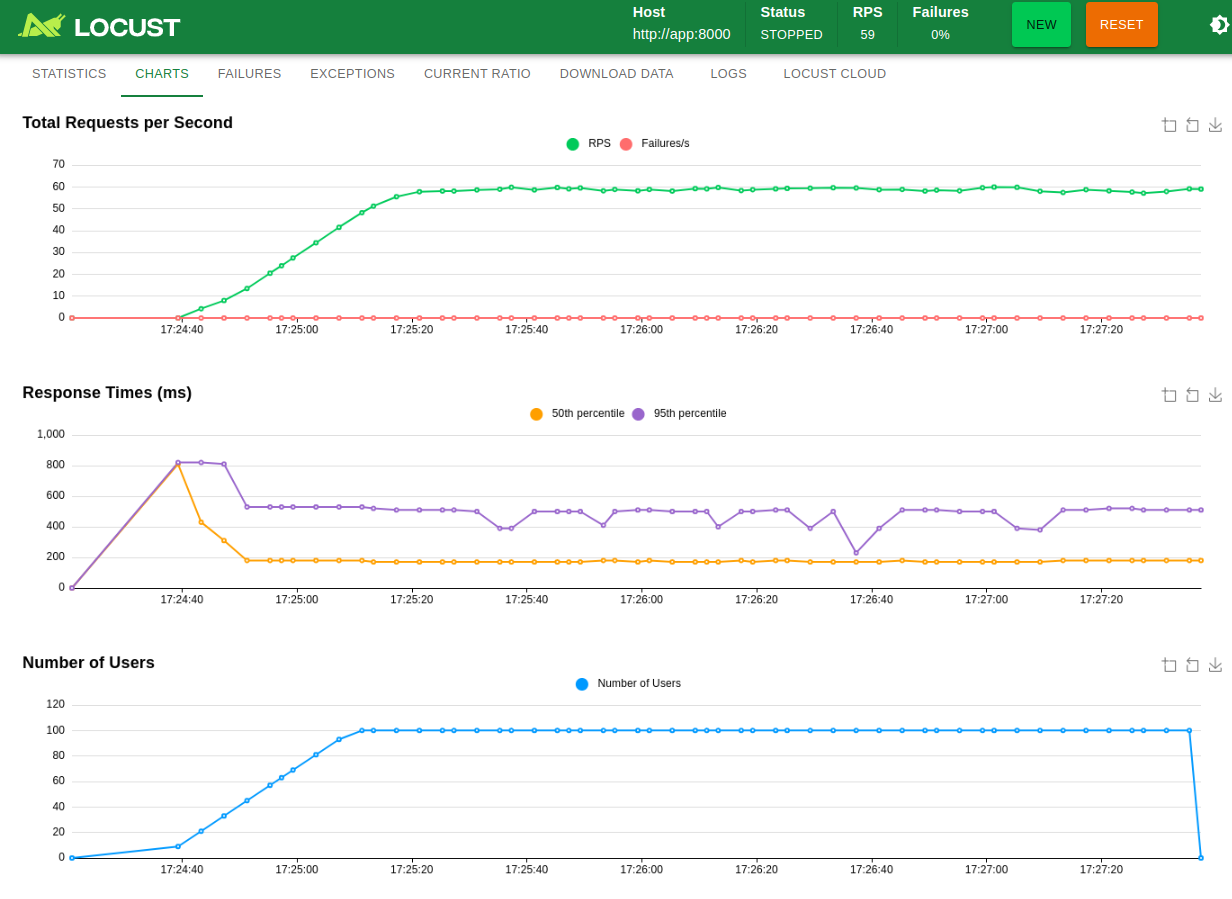 LOCUST
Host Status RPS Failures
http://app:8000 STOPPED 59 0%
NEW RESET
STATISTICS CHARTS FAILURES EXCEPTIONS CURRENT RATIO DOWNLOAD DATA LOGS LOCUST CLOUD
Total Requests per Second
RPS Failures/s
70
60
50
40
30
20
10
0
17:24:40 17:25:00 17:25:20 17:25:40 17:26:00 17:26:20 17:26:40 17:27:00 17:27:20
Response Times (ms)
50th percentile 95th percentile
1,000
800
600
400
200
0
17:24:40 17:25:00 17:25:20 17:25:40 17:26:00 17:26:20 17:26:40 17:27:00 17:27:20
Number of Users
Number of Users
120
100
80
60
40
20
0
17:24:40 17:25:00 17:25:20 17:25:40 17:26:00 17:26:20 17:26:40 17:27:00 17:27:20